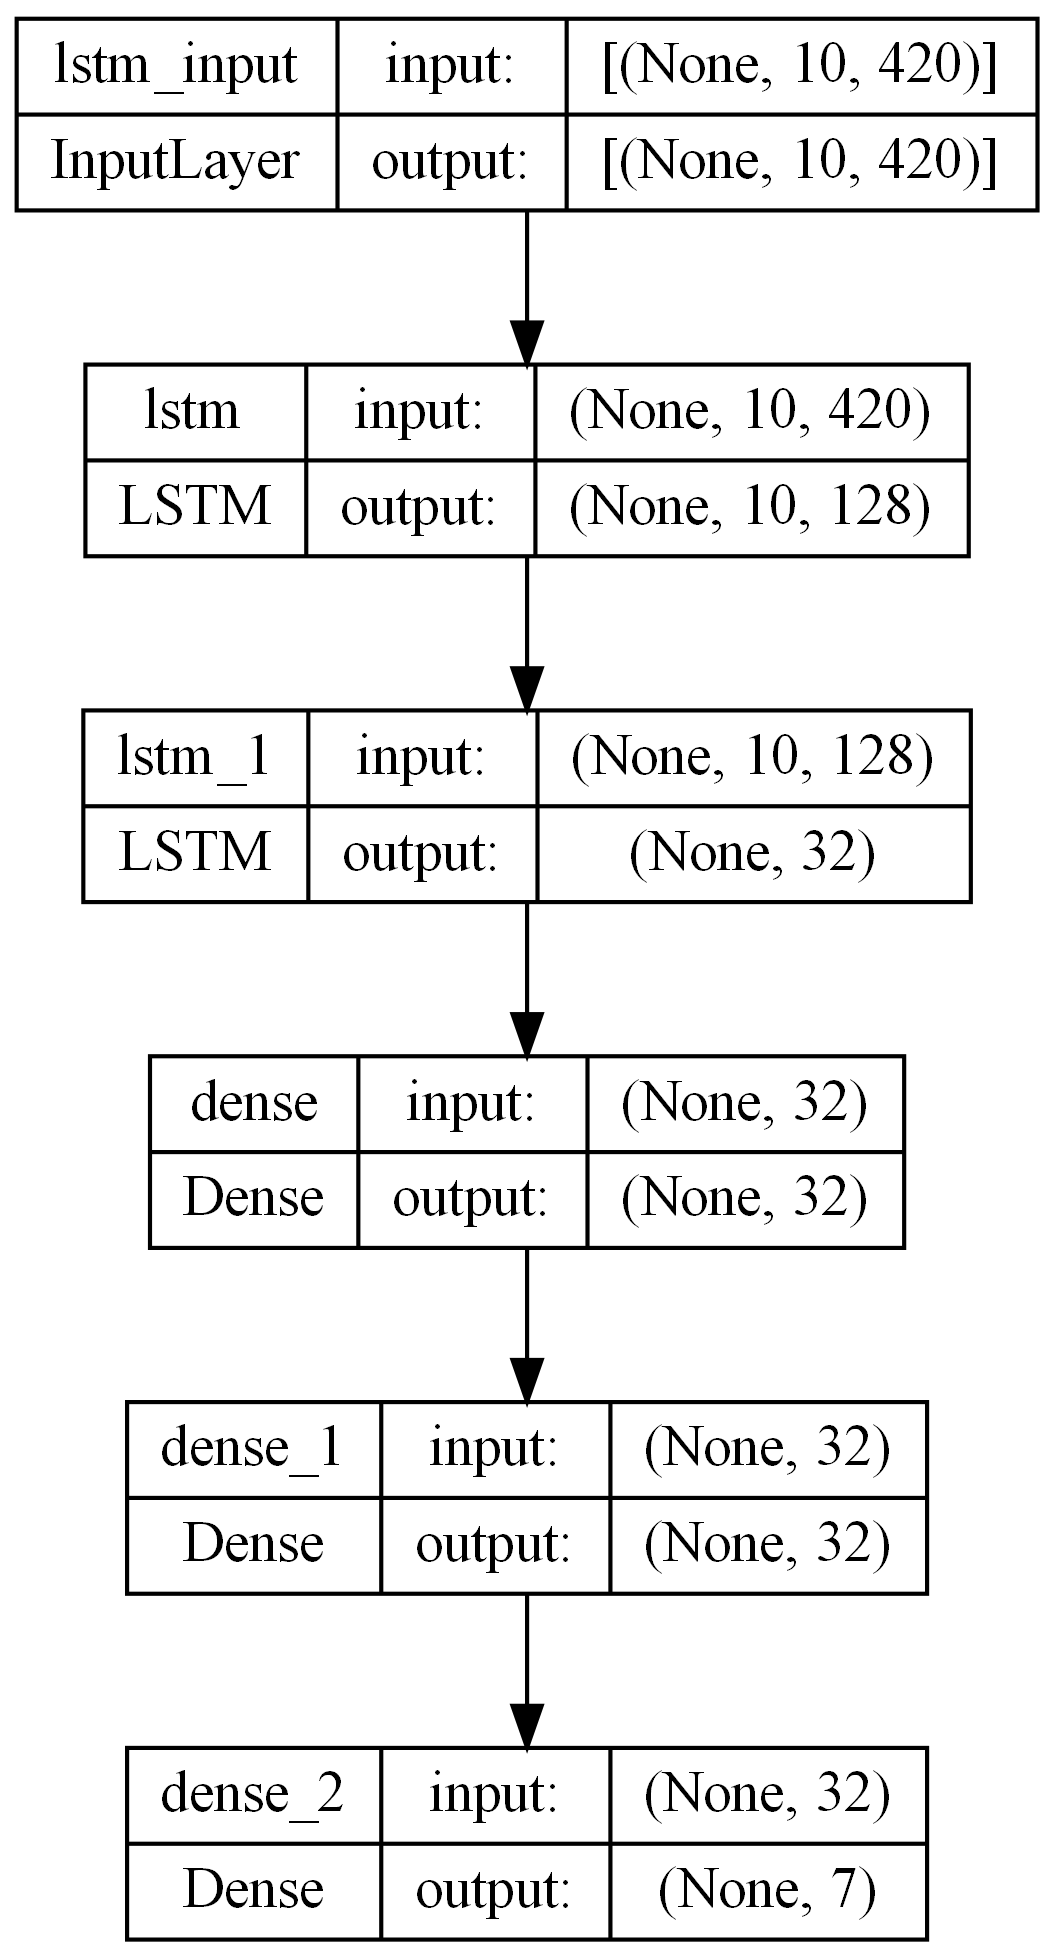 lstm_input input: [(None, 10, 420)]
InputLayer output: [(None, 10, 420)]
lstm input: (None, 10, 420)
LSTM output: (None, 10, 128)
lstm_1 input: (None, 10, 128)
LSTM output: (None, 32)
dense input: (None, 32)
Dense output: (None, 32)
dense_1 input: (None, 32)
Dense output: (None, 32)
dense_2 input: (None, 32)
Dense output: (None, 7)